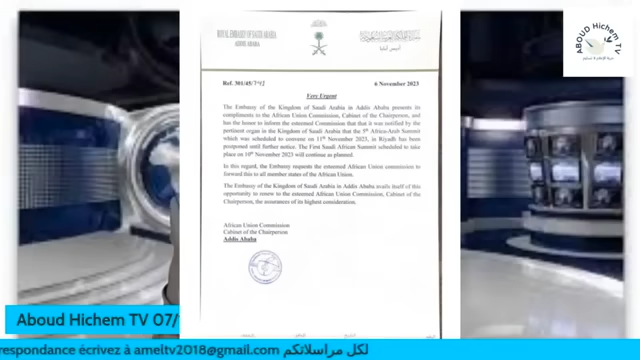 ROYAL EMBASSY OF SAUDI ARABIA
ADDIS ABABA
Ref. 301/45/
6 November 2023
Very Urgent
The Embassy of the Kingdom of Saudi Arabia in Addis Ababa presents its
compliments to the African Union Commission, Cabinet of the Chairperson, and
has the honor to inform the esteemed Commission that that it was notified by the
pertinent organ in the Kingdom of Saudi Arabia that the 5th Africa-Arab Summit
which was scheduled to convene on 11th November 2023, in Riyadh has been
postponed until further notice. The First Saudi African Summit scheduled to take
place on 10th November 2023 will continue as planned.
In this regard, the Embassy requests the esteemed African Union commission to
forward this to all member states of the African Union.
The Embassy of the Kingdom of Saudi Arabia in Addis Ababa avails itself of this
opportunity to renew to the esteemed African Union Commission, Cabinet of the
Chairperson, the assurances of its highest consideration.
African Union Commission
Cabinet of the Chairperson
Addis Ababa
ABOUD Hichem TV
Aboud Hichem TV 07/
respondance écrivez à ameltv2018@gmail.com لكل مراسلاتكم